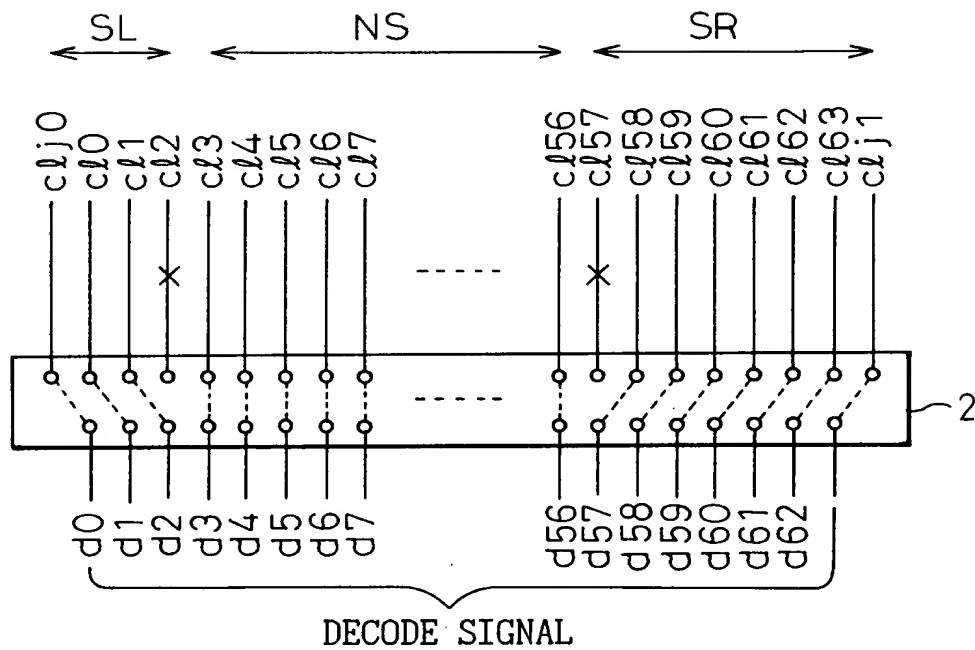 SL NS SR
cℓj0 cℓ0 cℓ1 cℓ2 cℓ3 cℓ4 cℓ5 cℓ6 cℓ7 cℓ56 cℓ57 cℓ58 cℓ59 cℓ60 cℓ61 cℓ62 cℓ63 cℓj1
2
d0 d1 d2 d3 d4 d5 d6 d7 d56 d57 d58 d59 d60 d61 d62
DECODE SIGNAL